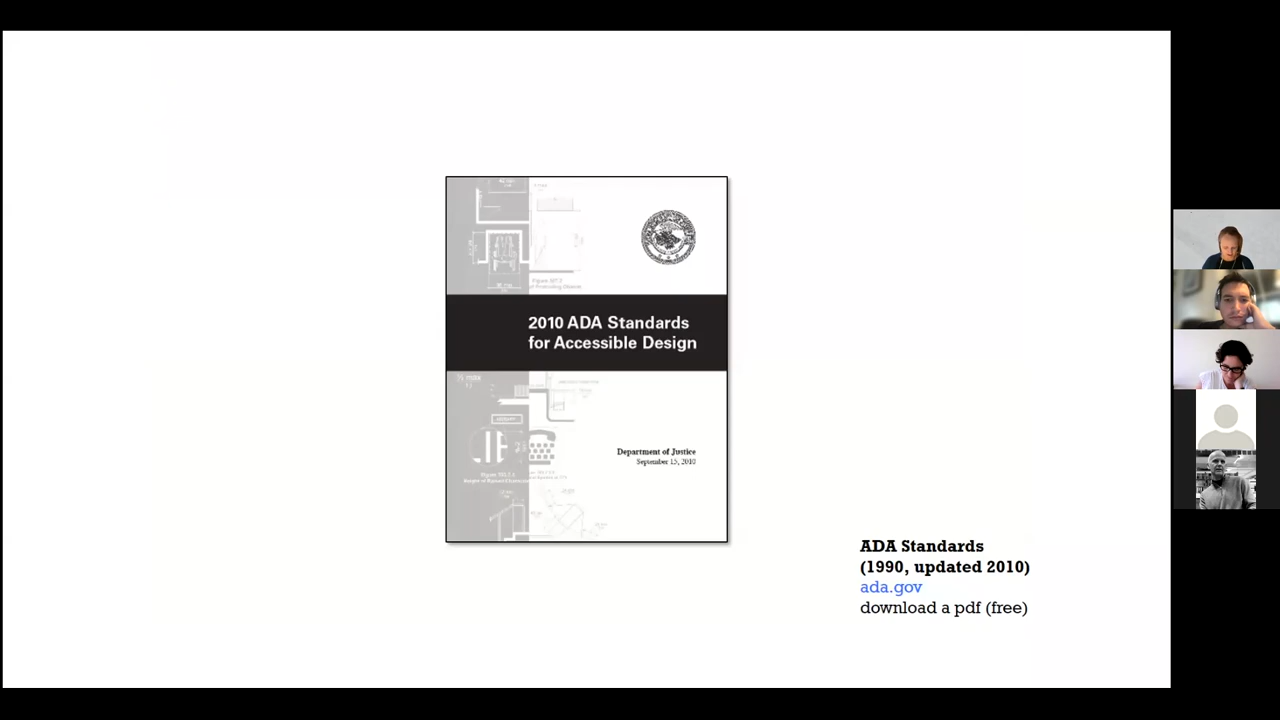 2010 ADA Standards
for Accessible Design
Department of Justice
September 15, 2010
ADA Standards
(1990, updated 2010)
ada.gov
download a pdf (free)